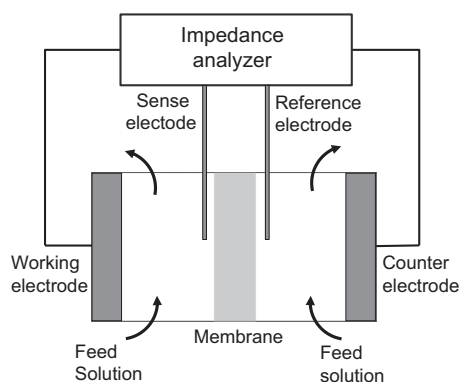 Impedance
analyzer
Sense
electode
Reference
electrode
Working
electrode
Counter
electrode
Membrane
Feed
Solution
Feed
solution